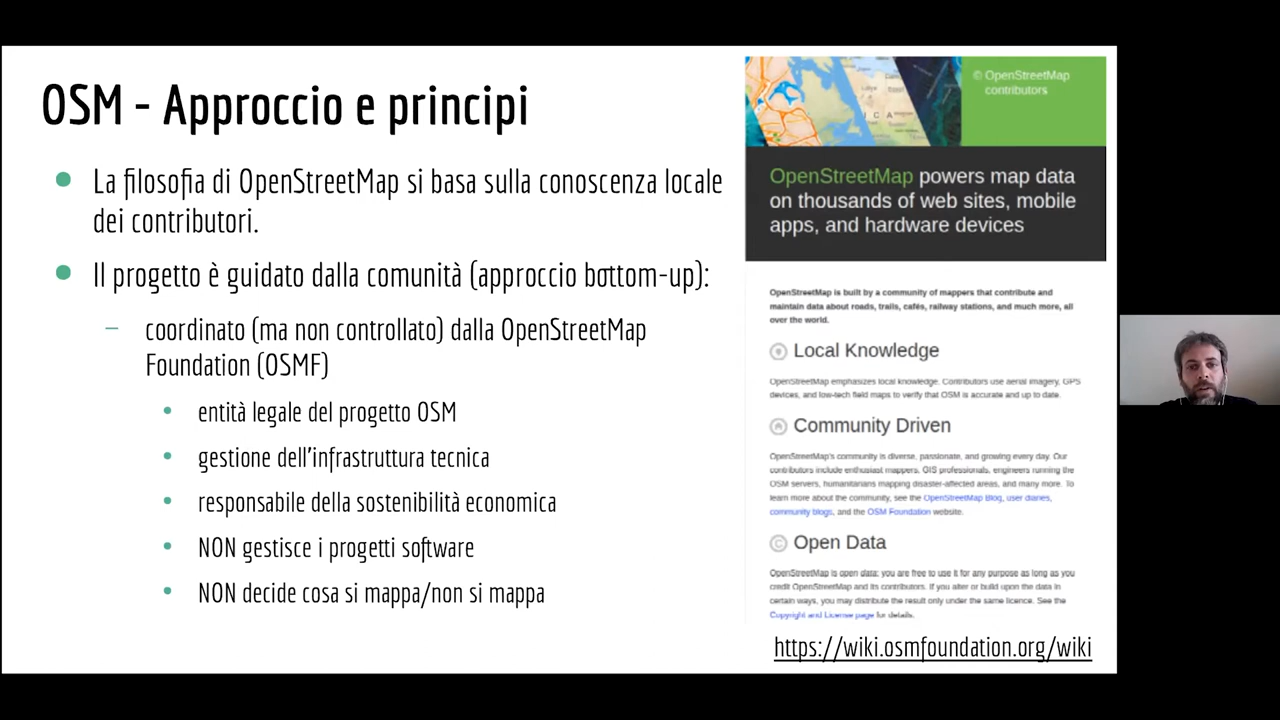 OSM - Approccio e principi
La filosofia di OpenStreetMap si basa sulla conoscenza locale
dei contributori.
Il progetto è guidato dalla comunità (approccio bottom-up):
– coordinato (ma non controllato) dalla OpenStreetMap
Foundation (OSMF)
entità legale del progetto OSM
gestione dell'infrastruttura tecnica
responsabile della sostenibilità economica
NON gestisce i progetti software
NON decide cosa si mappa/non si mappa
I C A
© OpenStreetMap
contributors
OpenStreetMap powers map data
on thousands of web sites, mobile
apps, and hardware devices
OpenStreetMap is built by a community of mappers that contribute and
maintain data about roads, trails, cafés, railway stations, and much more, all
over the world.
Local Knowledge
OpenStreetMap emphasizes local knowledge. Contributors use aerial imagery, GPS
devices, and low-tech field maps to verify that OSM is accurate and up to date.
Community Driven
OpenStreetMap's community is diverse, passionate, and growing every day. Our
contributors include enthusiast mappers, GIS professionals, engineers running the
OSM servers, humanitarians mapping disaster-affected areas, and many more. To
learn more about the community, see the OpenStreetMap Blog, user diaries,
community blogs, and the OSM Foundation website.
Open Data
OpenStreetMap is open data: you are free to use it for any purpose as long as you
credit OpenStreetMap and its contributors. If you alter or build upon the data in
certain ways, you may distribute the result only under the same licence. See the
Copyright and License page for details.
https://wiki.osmfoundation.org/wiki